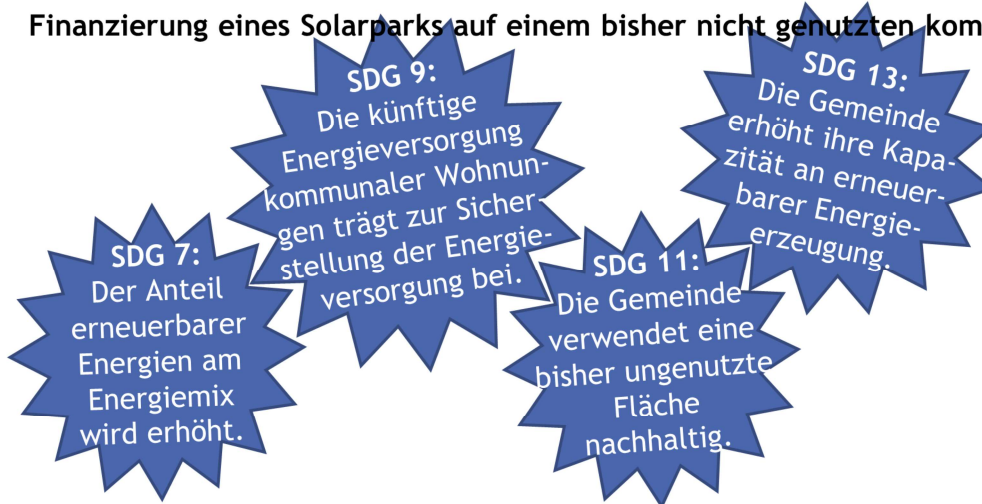 Finanzierung eines Solarparks auf einem bisher nicht genutzten kom
SDG 9:
Die künftige
Energieversorgung
kommunaler Wohnun-
gen trägt zur Sicher-
stellung der Energie-
versorgung bei.
SDG 13:
Die Gemeinde
erhöht ihre Kapa-
zität an erneuer-
barer Energie-
erzeugung.
SDG 7:
Der Anteil
erneuerbarer
Energien am
Energiemix
wird erhöht.
SDG 11:
Die Gemeinde
verwendet eine
bisher ungenutzte
Fläche
nachhaltig.